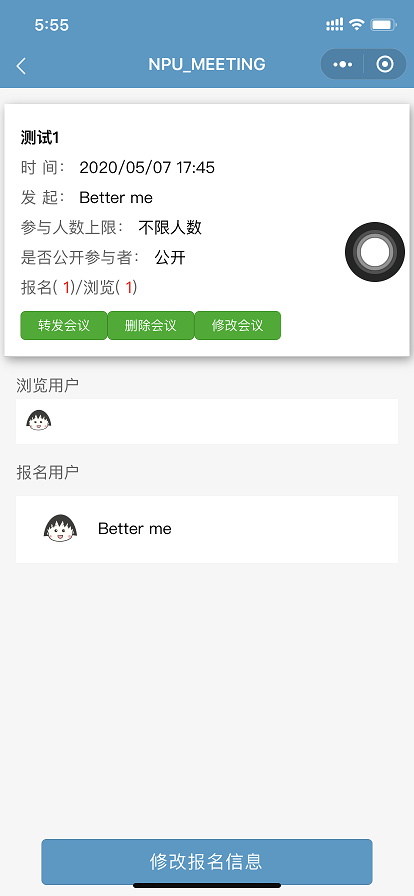 5:55
NPU_MEETING
测试1
时 间： 2020/05/07 17:45
发 起： Better me
参与人数上限： 不限人数
是否公开参与者： 公开
报名( 1)/浏览( 1)
转发会议 删除会议 修改会议
浏览用户
报名用户
Better me
修改报名信息